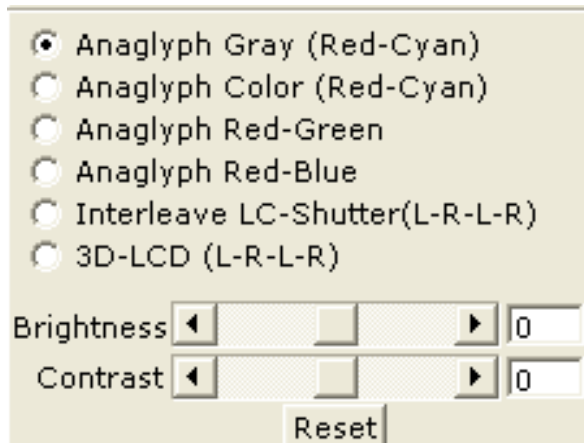 Anaglyph Gray (Red-Cyan)
Anaglyph Color (Red-Cyan)
Anaglyph Red-Green
Anaglyph Red-Blue
Interleave LC-Shutter(L-R-L-R)
3D-LCD (L-R-L-R)
Brightness 0
Contrast 0
Reset